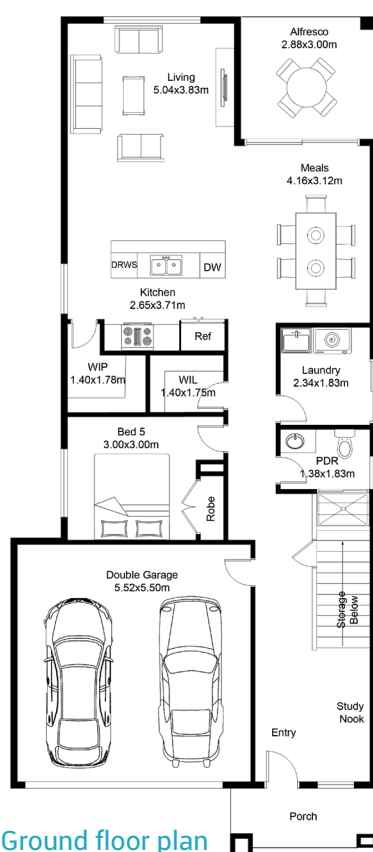 Alfresco
2.88x3.00m
Living
5.04x3.83m
Meals
4.16x3.12m
DRWS
DW
Kitchen
2.65x3.71m
Ref
WIP
1.40x1.78m
WIL
1.40x1.75m
Laundry
2.34x1.83m
Bed 5
3.00x3.00m
PDR
1.38x1.83m
Robe
Double Garage
5.52x5.50m
Storage
Below
Study
Nook
Entry
Porch
Ground floor plan